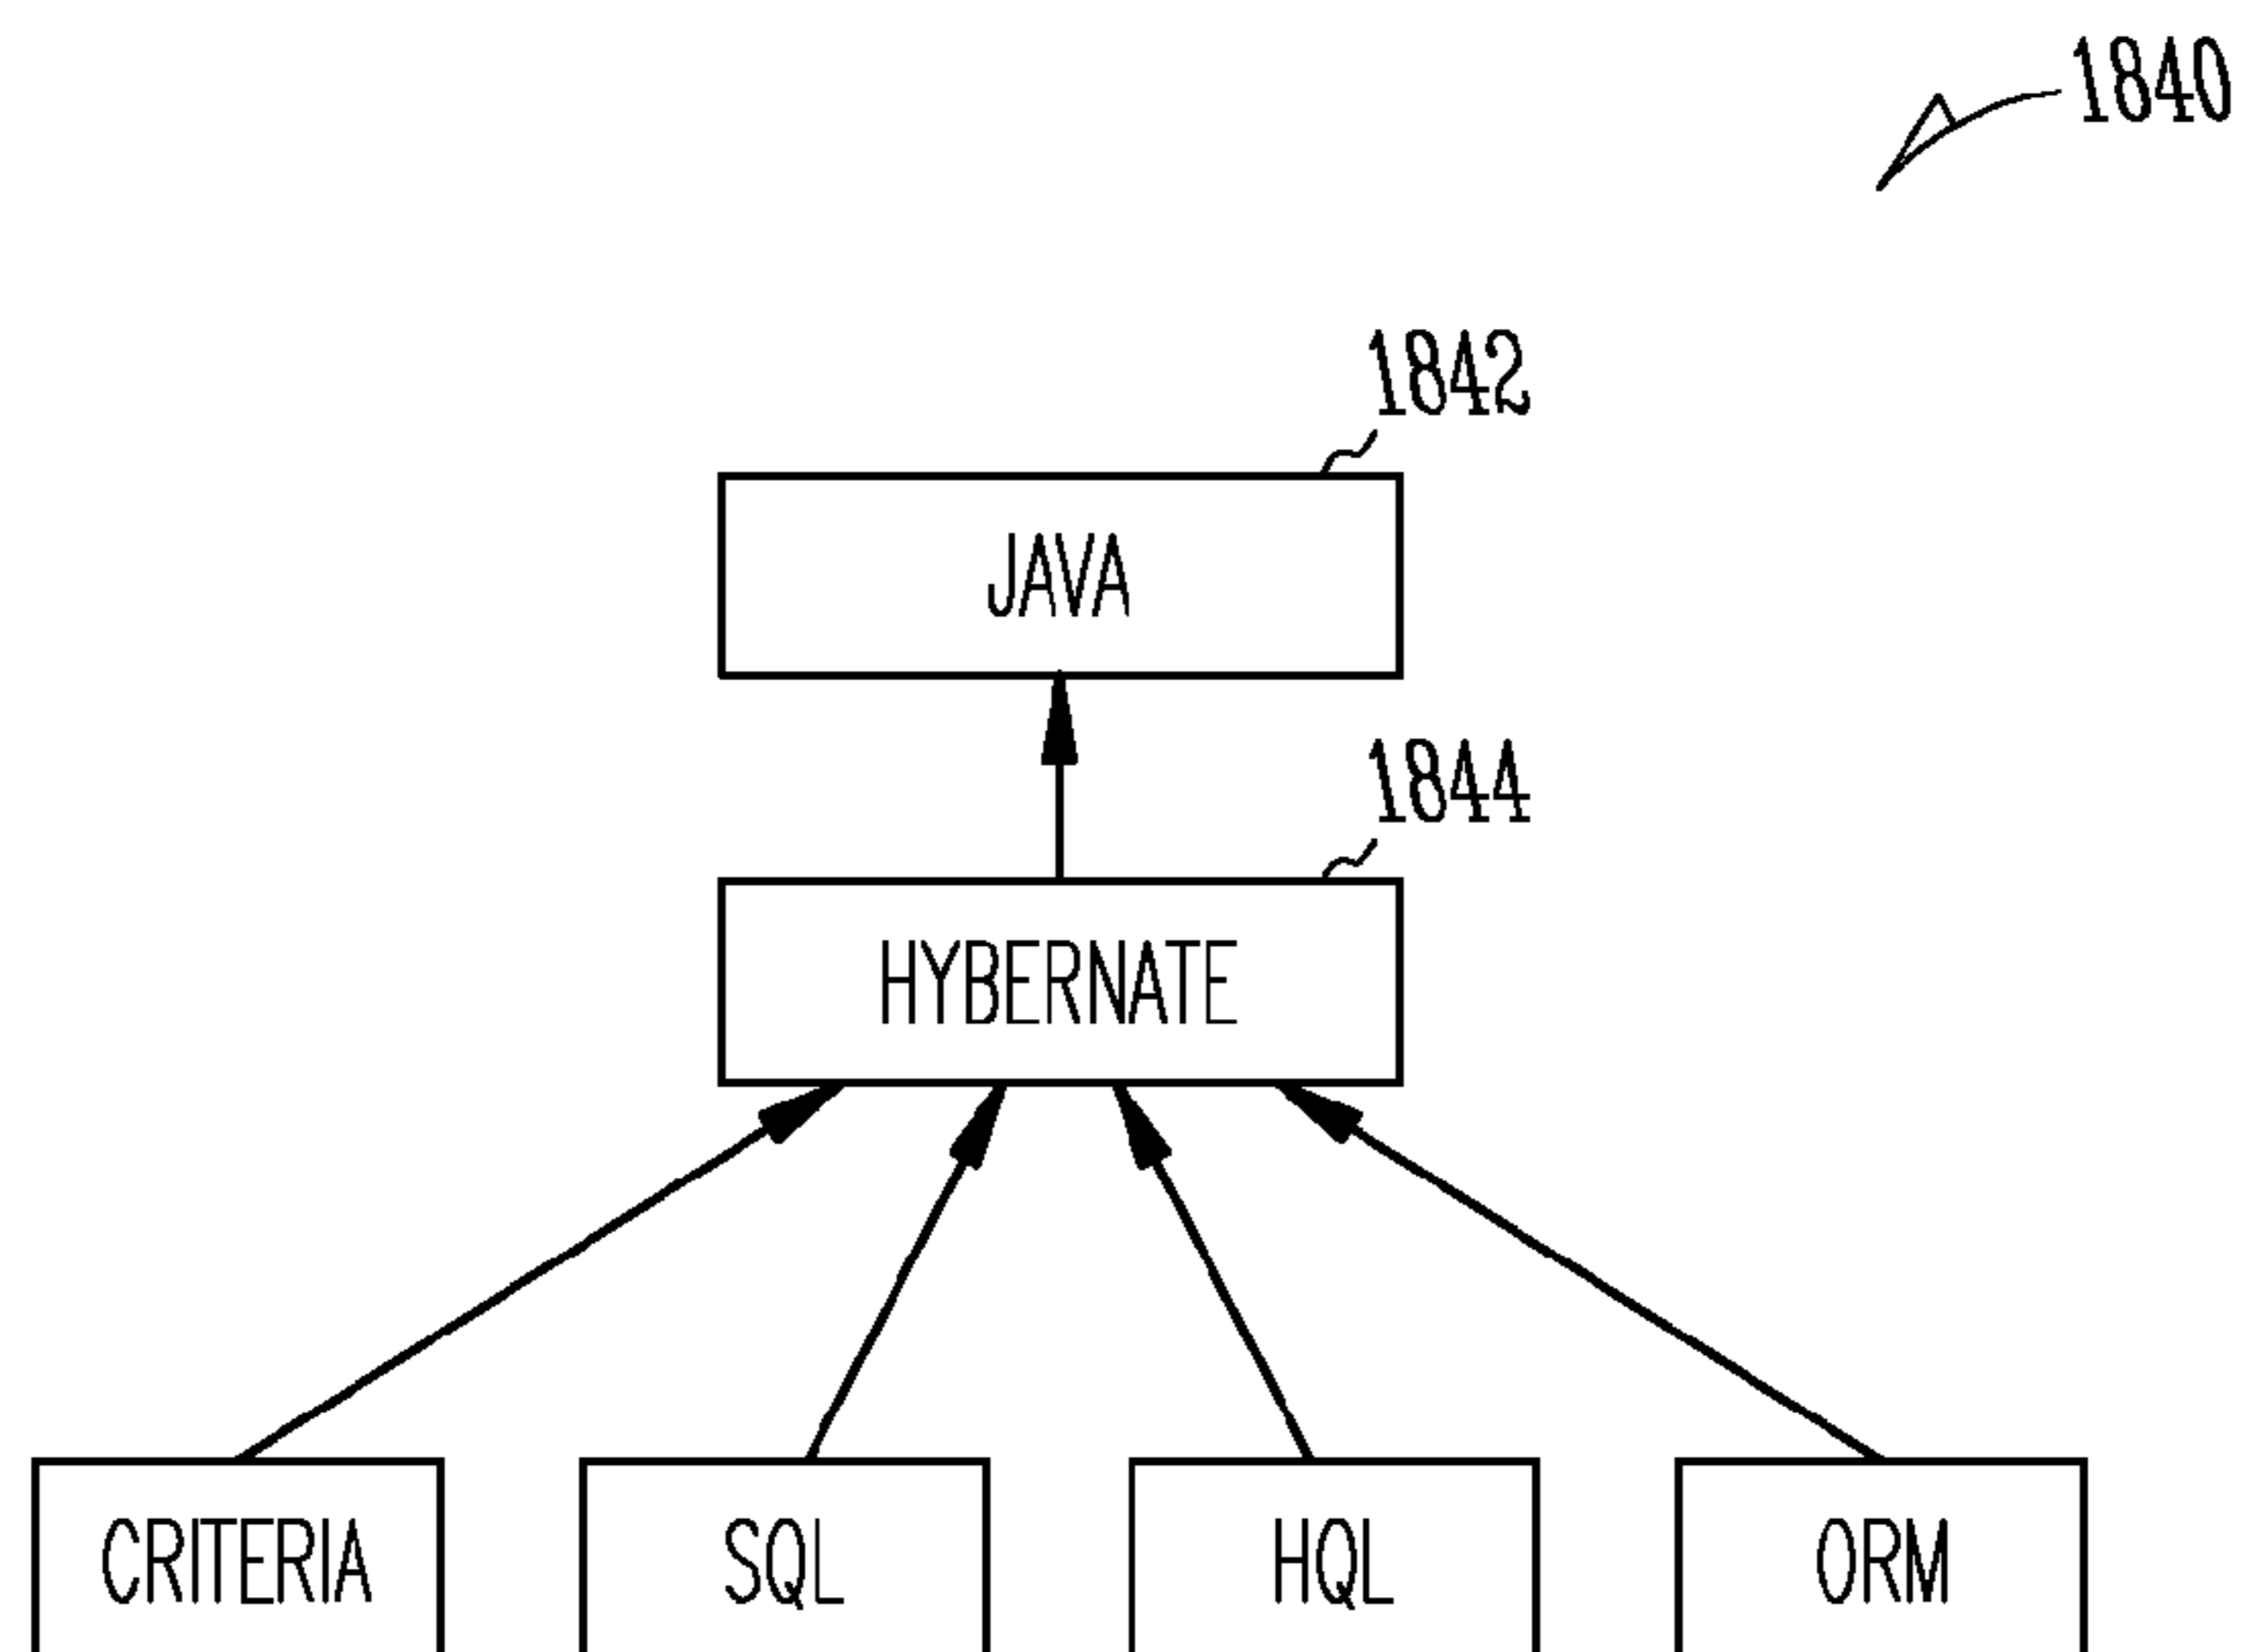 1840
1842
JAVA
1844
HYBERNATE
CRITERIA SQL HQL ORM